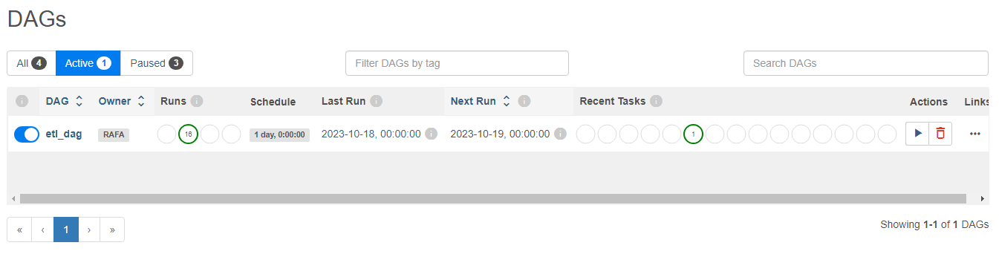 DAGs
All 4 Active 1 Paused 3 Filter DAGs by tag Search DAGs
i DAG Owner Runs i Schedule Last Run i Next Run i Recent Tasks i Actions Links
etl_dag RAFA 16 1 day, 0:00:00 2023-10-18, 00:00:00 i 2023-10-19, 00:00:00 i 1 ...
« ‹ 1 › » Showing 1-1 of 1 DAGs